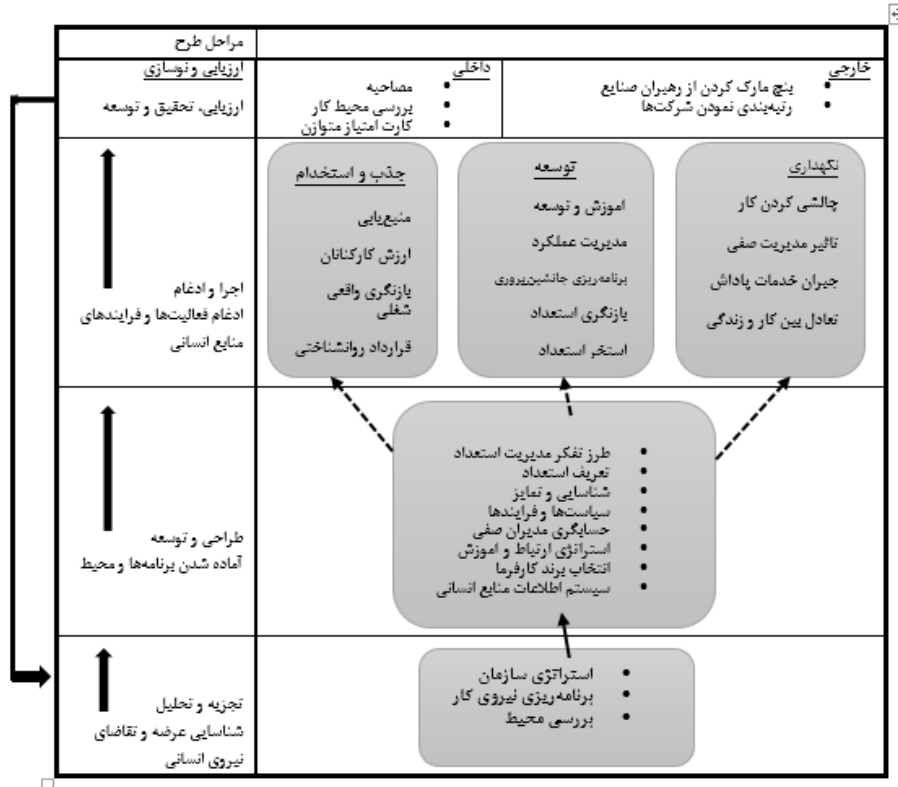 مراحل طرح
ارزیابی و نوسازی
ارزیابی، تحقیق و توسعه
داخلی
• مصاحبه
• بررسی محیط کار
• کارت امتیاز متوازن
خارجی
• بنچ مارک کردن از رهبران صنایع
• رتبه‌بندی نمودن شرکت‌ها
اجرا و ادغام
ادغام فعالیت‌ها و فرایندهای
منابع انسانی
جذب و استخدام
منبع‌یابی
ارزش کارکنانان
بازنگری واقعی
شغلی
قرارداد روانشناختی
توسعه
اموزش و توسعه
مدیریت عملکرد
برنامه‌ریزی جانشین‌پروری
بازنگری استعداد
استخر استعداد
نگهداری
چالشی کردن کار
تاثیر مدیریت صفی
جبران خدمات پاداش
تعادل بین کار و زندگی
طراحی و توسعه
آماده شدن برنامه‌ها و محیط
• طرز تفکر مدیریت استعداد
• تعریف استعداد
• شناسایی و تمایز
• سیاست‌ها و فرایندها
• حسابگری مدیران صفی
• استراتژی ارتباط و اموزش
• انتخاب برند کارفرما
• سیستم اطلاعات منابع انسانی
تجزیه و تحلیل
شناسایی عرضه و تقاضای
نیروی انسانی
• استراتژی سازمان
• برنامه‌ریزی نیروی کار
• بررسی محیط